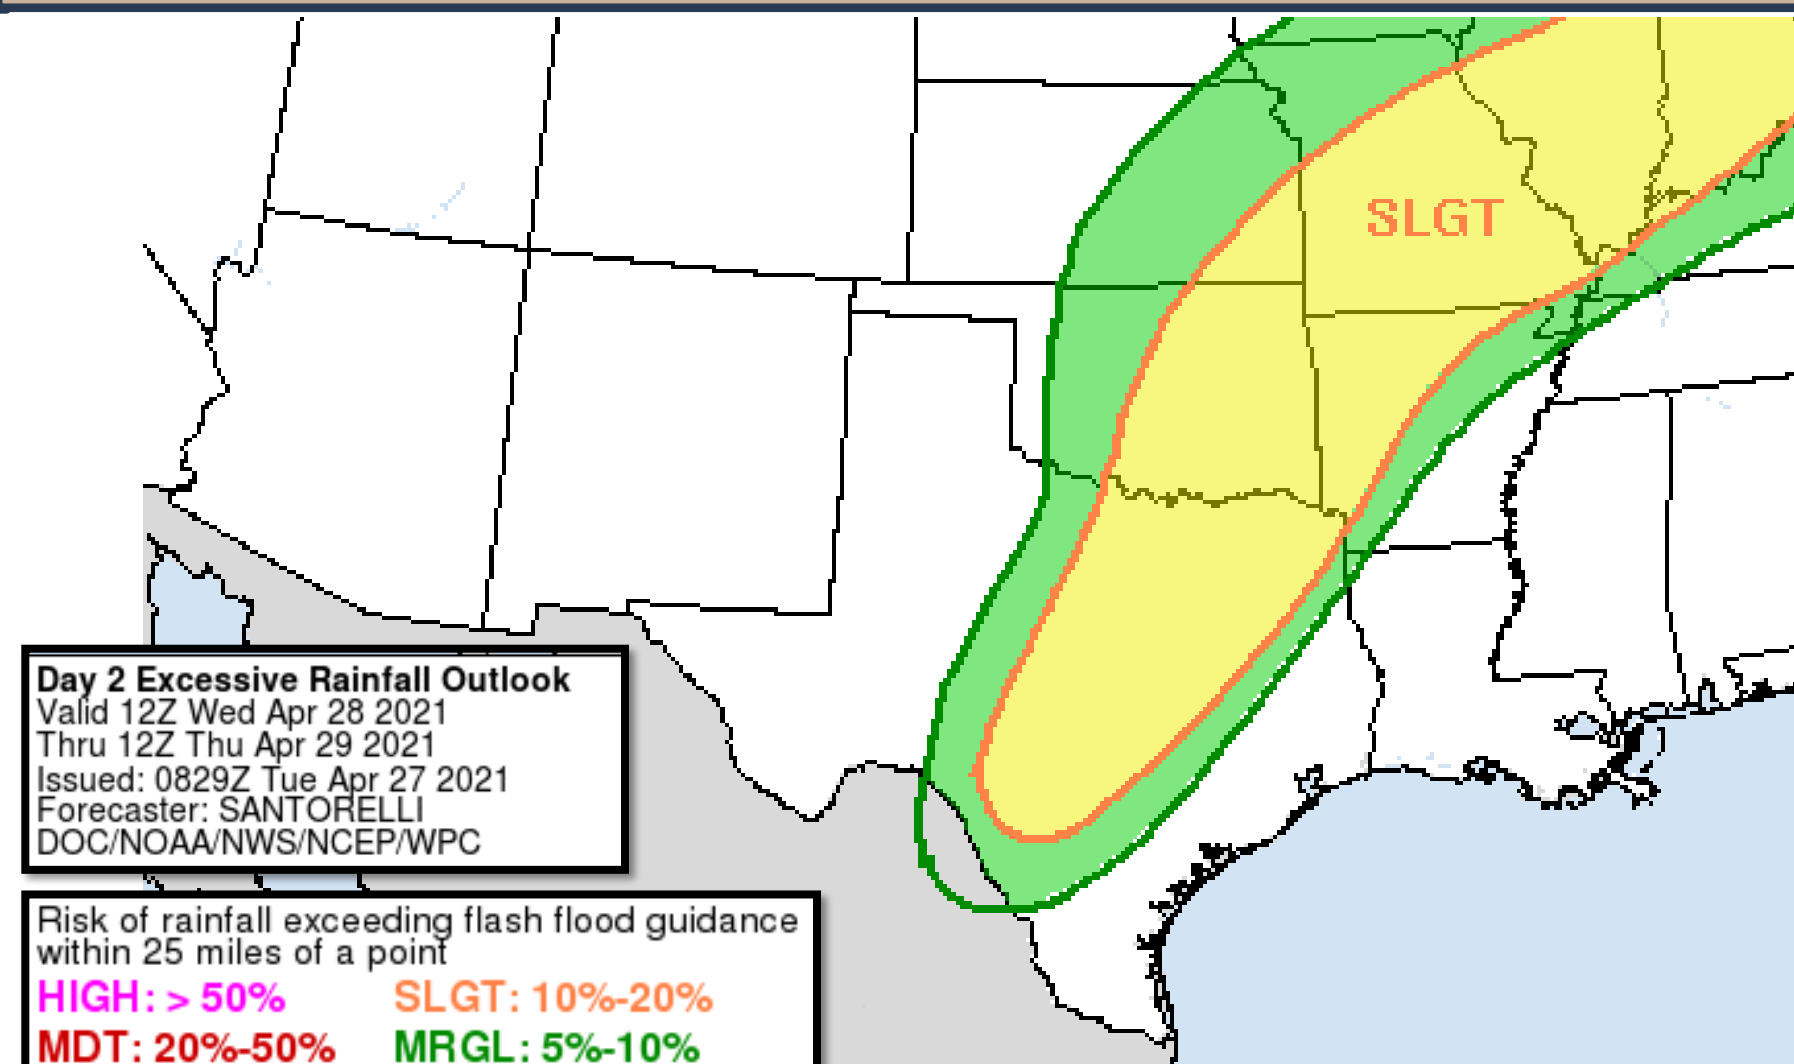 SLGT
Day 2 Excessive Rainfall Outlook
Valid 12Z Wed Apr 28 2021
Thru 12Z Thu Apr 29 2021
Issued: 0829Z Tue Apr 27 2021
Forecaster: SANTORELLI
DOC/NOAA/NWS/NCEP/WPC
Risk of rainfall exceeding flash flood guidance
within 25 miles of a point
HIGH: > 50% SLGT: 10%-20%
MDT: 20%-50% MRGL: 5%-10%